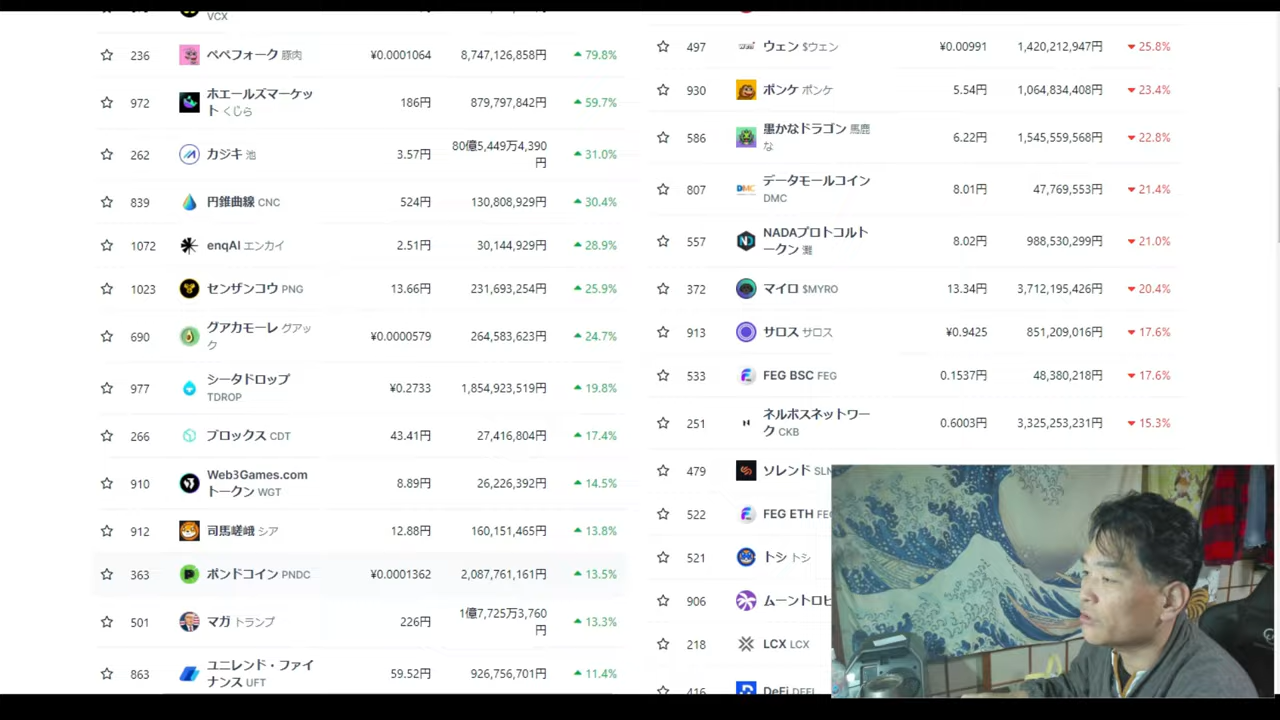 VCX
236 ペペフォーク 豚肉 ¥0.0001064 8,747,126,858円 79.8%
972 ホエールズマーケッ
ト くじら 186円 879,797,842円 59.7%
262 カジキ 池 3.57円 80億5,449万4,390
円 31.0%
839 円錐曲線 CNC 524円 130,808,929円 30.4%
1072 enqAI エンカイ 2.51円 30,144,929円 28.9%
1023 センザンコウ PNG 13.66円 231,693,254円 25.9%
690 グアカモーレ グアッ
ク ¥0.0000579 264,583,623円 24.7%
977 シータドロップ
TDROP ¥0.2733 1,854,923,519円 19.8%
266 ブロックス CDT 43.41円 27,416,804円 17.4%
910 Web3Games.com
トークン WGT 8.89円 26,226,392円 14.5%
912 司馬嵯峨 シア 12.88円 160,151,465円 13.8%
363 ポンドコイン PNDC ¥0.0001362 2,087,761,161円 13.5%
501 マガ トランプ 226円 1億7,725万3,760
円 13.3%
863 ユニレンド・ファイ
ナンス UFT 59.52円 926,756,701円 11.4%
497 ウェン $ウェン ¥0.00991 1,420,212,947円 25.8%
930 ポンケ ポンケ 5.54円 1,064,834,408円 23.4%
586 愚かなドラゴン 馬鹿
な 6.22円 1,545,559,568円 22.8%
807 データモールコイン
DMC 8.01円 47,769,553円 21.4%
557 NADAプロトコルト
ークン 灘 8.02円 988,530,299円 21.0%
372 マイロ $MYRO 13.34円 3,712,195,426円 20.4%
913 サロス サロス ¥0.9425 851,209,016円 17.6%
533 FEG BSC FEG 0.1537円 48,380,218円 17.6%
251 ネルボスネットワー
ク CKB 0.6003円 3,325,253,231円 15.3%
479 ソレンド SLN
522 FEG ETH FEG
521 トシ トシ
906 ムーントロピ
218 LCX LCX
416 DeFi DEFI